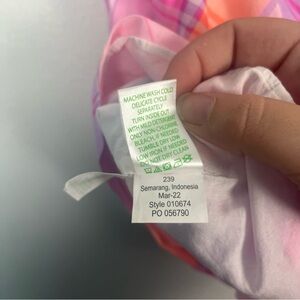 MACHINE WASH COLD
DELICATE CYCLE
SEPARATELY
TURN INSIDE OUT
WITH MILD DETERGENT
ONLY NON-CHLORINE
BLEACH, IF NEEDED
TUMBLE DRY LOW
LOW IRON IF NEEDED
DO NOT DRY CLEAN
239
Semarang, Indonesia
Mar-22
Style 010674
PO 056790